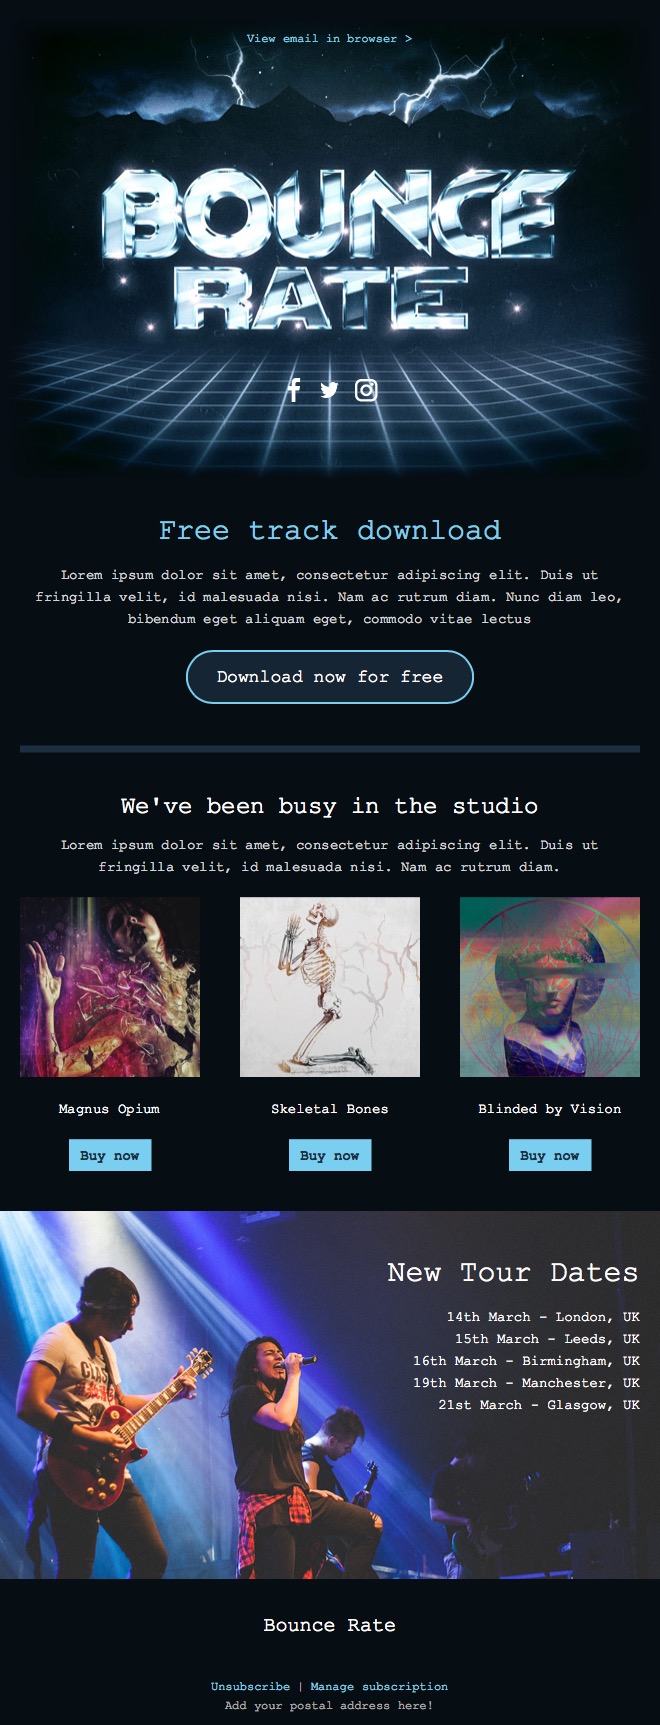 View email in browser >
BOUNCE
RATE
Free track download
Lorem ipsum dolor sit amet, consectetur adipiscing elit. Duis ut
fringilla velit, id malesuada nisi. Nam ac rutrum diam. Nunc diam leo,
bibendum eget aliquam eget, commodo vitae lectus
Download now for free
We've been busy in the studio
Lorem ipsum dolor sit amet, consectetur adipiscing elit. Duis ut
fringilla velit, id malesuada nisi. Nam ac rutrum diam.
Magnus Opium
Skeletal Bones
Blinded by Vision
Buy now
Buy now
Buy now
New Tour Dates
14th March - London, UK
15th March - Leeds, UK
16th March - Birmingham, UK
19th March - Manchester, UK
21st March - Glasgow, UK
Bounce Rate
Unsubscribe | Manage subscription
Add your postal address here!